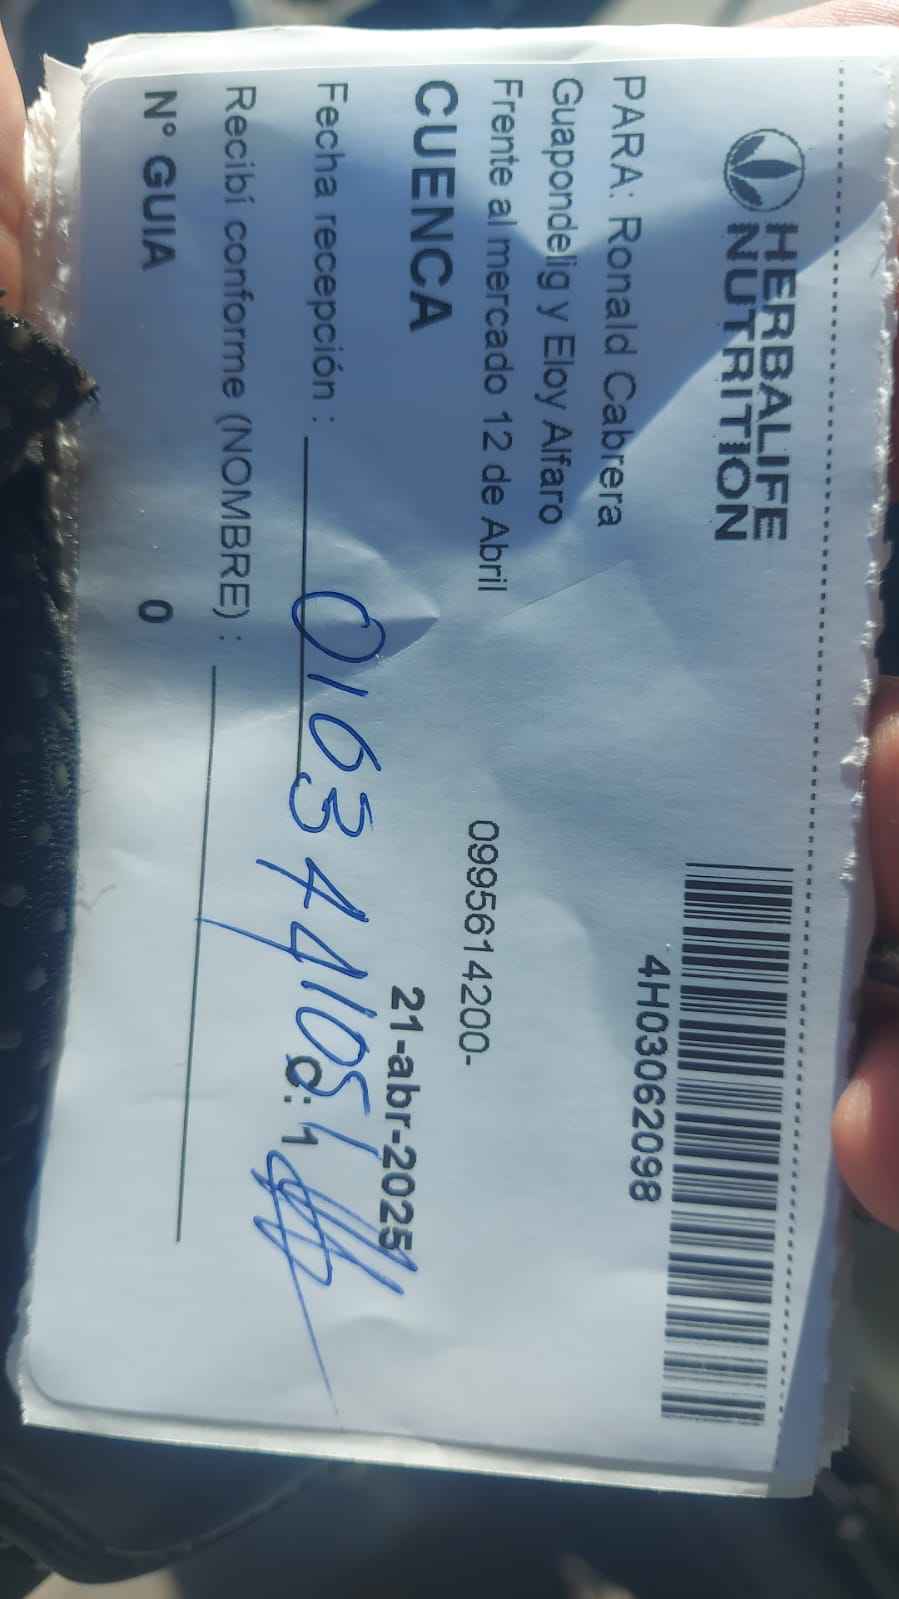 HERBALIFE
NUTRITION
4H03062098
PARA: Ronald Cabrera
Guapondelig y Eloy Alfaro
Frente al mercado 12 de Abril
0995614200-
CUENCA
21-abr-2025
Fecha recepción :
C: 1
Recibí conforme (NOMBRE) :
N° GUIA 0